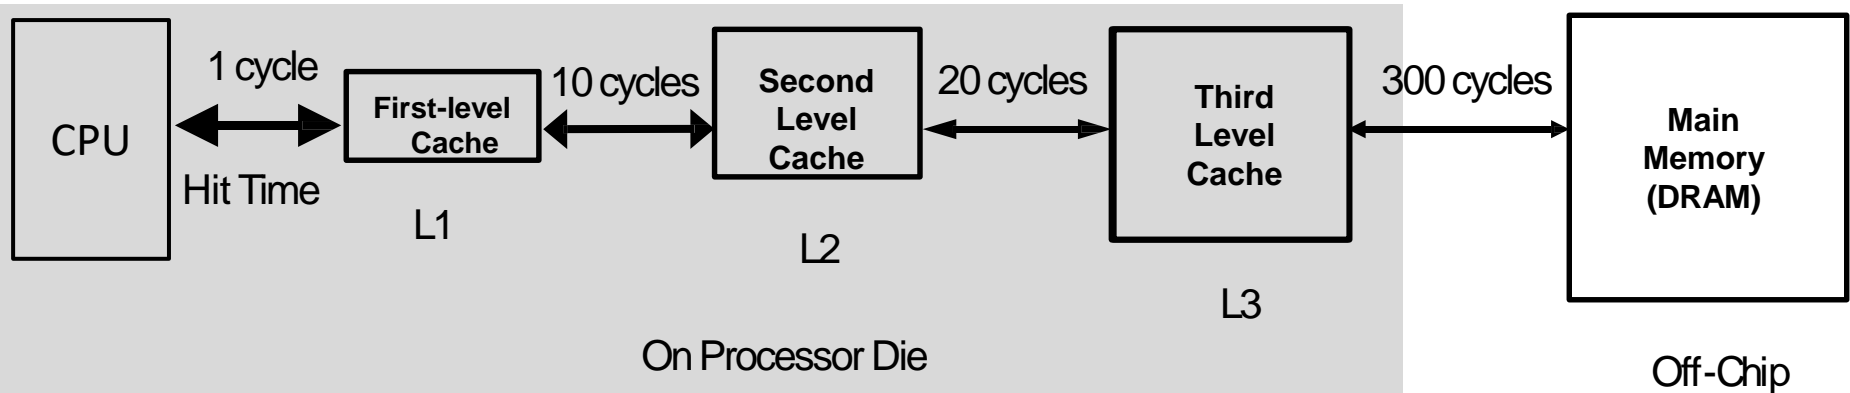 CPU
1 cycle
Hit Time
First-level
Cache
L1
10 cycles
Second
Level
Cache
L2
20 cycles
Third
Level
Cache
L3
300 cycles
Main
Memory
(DRAM)
On Processor Die
Off-Chip